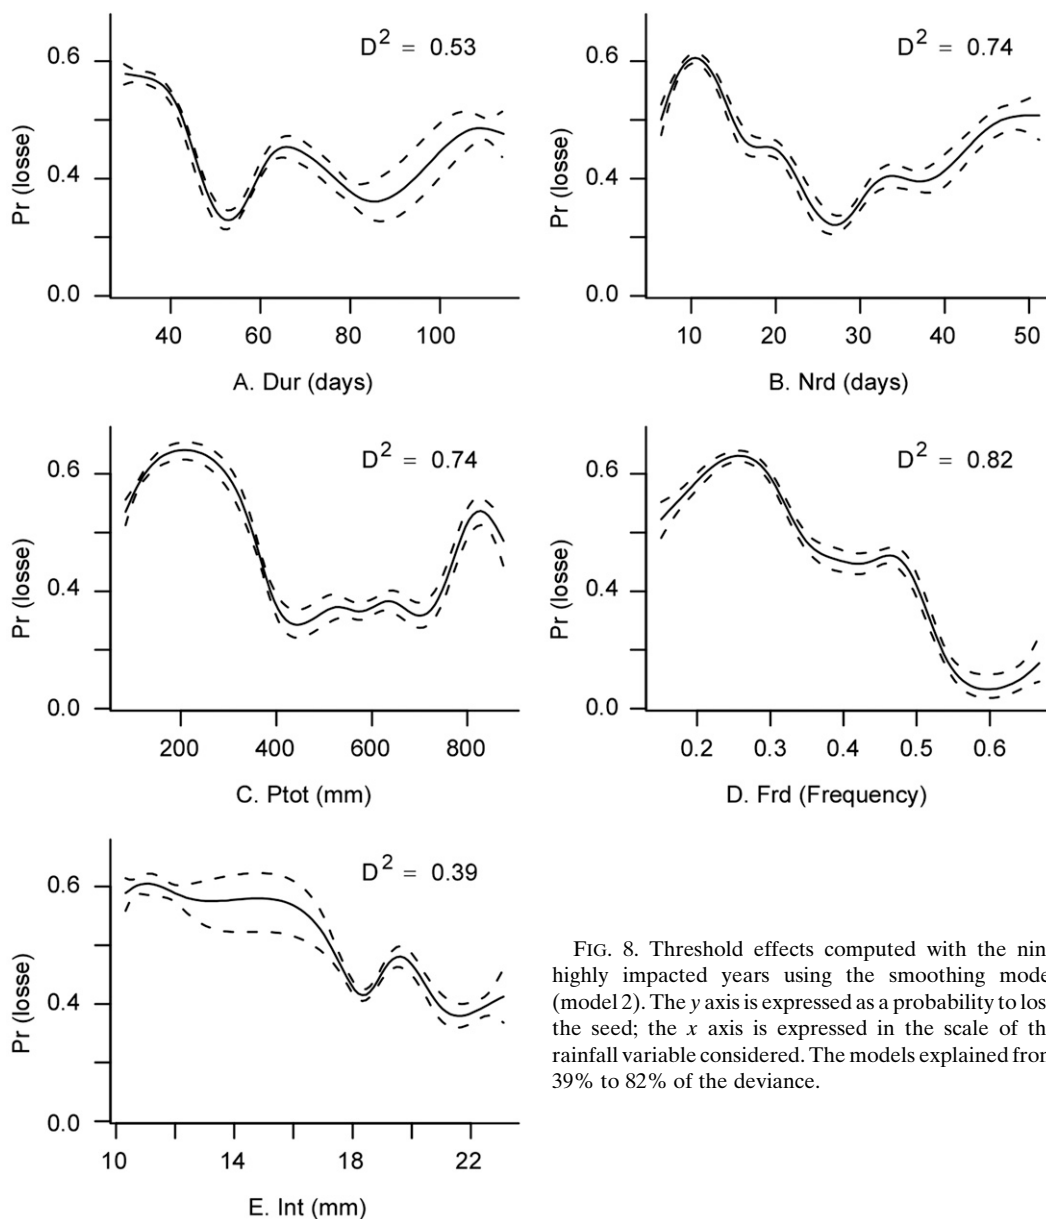 D² = 0.53
Pr (losse)
0.6
0.4
0.0
40 60 80 100
A. Dur (days)
D² = 0.74
Pr (losse)
0.6
0.4
0.0
10 20 30 40 50
B. Nrd (days)
D² = 0.74
Pr (losse)
0.6
0.4
0.0
200 400 600 800
C. Ptot (mm)
D² = 0.82
Pr (losse)
0.6
0.4
0.0
0.2 0.3 0.4 0.5 0.6
D. Frd (Frequency)
D² = 0.39
Pr (losse)
0.6
0.4
0.0
10 14 18 22
E. Int (mm)
FIG. 8. Threshold effects computed with the nin
highly impacted years using the smoothing mode
(model 2). The y axis is expressed as a probability to los
the seed; the x axis is expressed in the scale of th
rainfall variable considered. The models explained from
39% to 82% of the deviance.